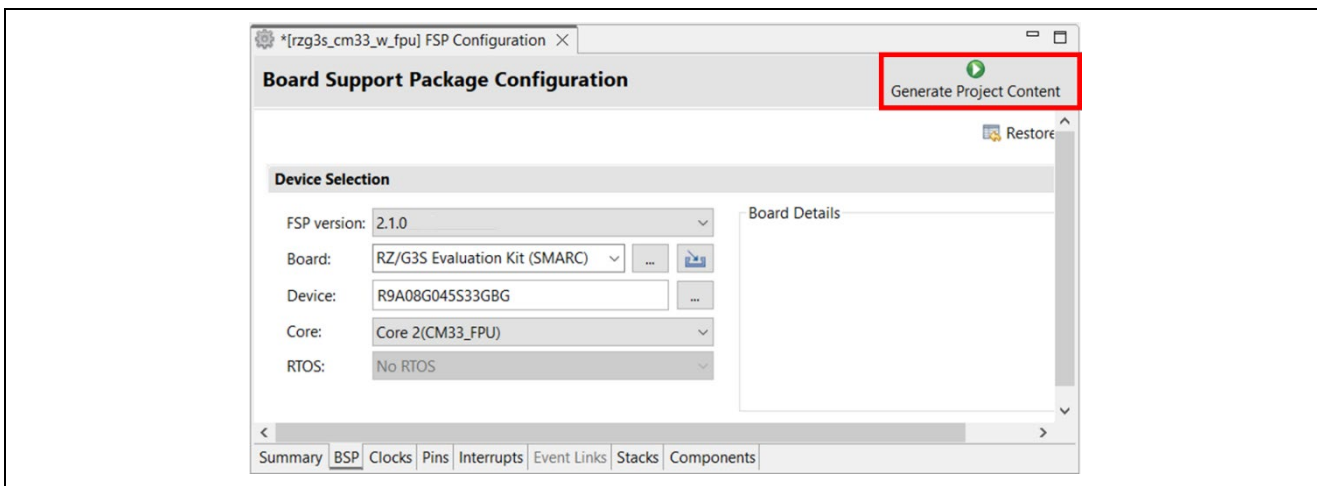 *[rzg3s_cm33_w_fpu] FSP Configuration
Board Support Package Configuration
Generate Project Content
Restore
Device Selection
FSP version: 2.1.0
Board Details
Board: RZ/G3S Evaluation Kit (SMARC) ...
Device: R9A08G045S33GBG ...
Core: Core 2(CM33_FPU)
RTOS: No RTOS
Summary BSP Clocks Pins Interrupts Event Links Stacks Components